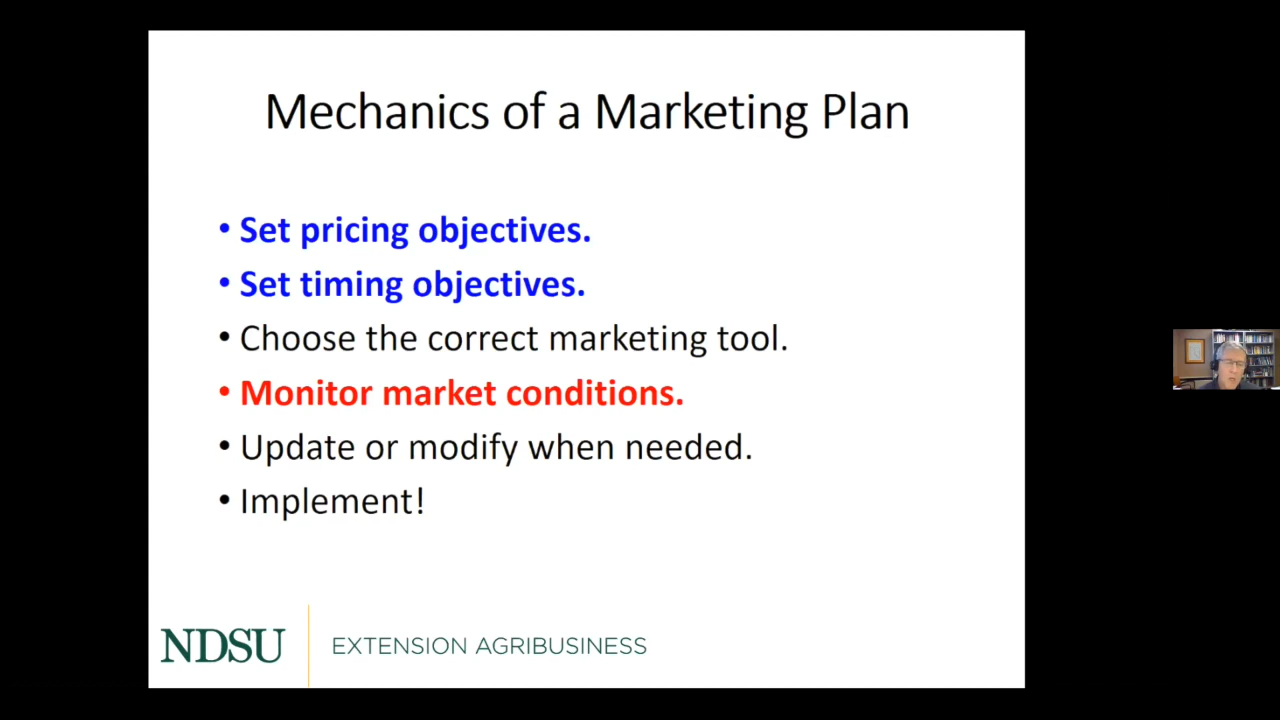 Mechanics of a Marketing Plan
• Set pricing objectives.
• Set timing objectives.
• Choose the correct marketing tool.
• Monitor market conditions.
• Update or modify when needed.
• Implement!
NDSU EXTENSION AGRIBUSINESS